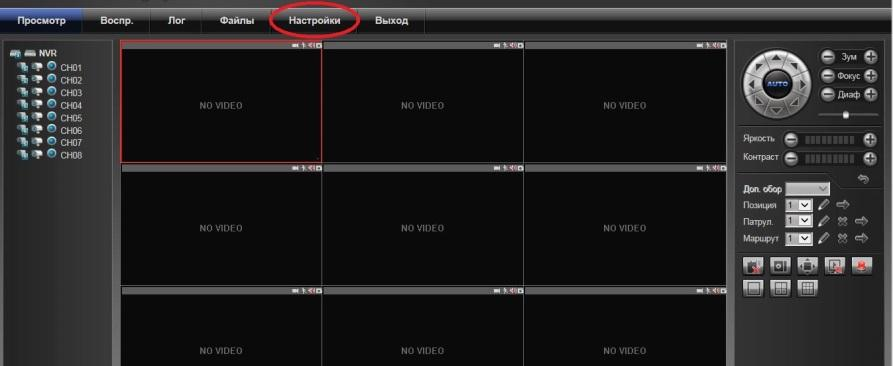 Просмотр Воспр. Лог Файлы Настройки Выход
NVR
CH01
CH02
CH03
CH04
CH05
CH06
CH07
CH08
NO VIDEO NO VIDEO NO VIDEO
NO VIDEO NO VIDEO NO VIDEO
NO VIDEO NO VIDEO NO VIDEO
AUTO
Зум
Фокус
Диаф
Яркость
Контраст
Доп. обор
Позиция 1
Патрул. 1
Маршрут 1